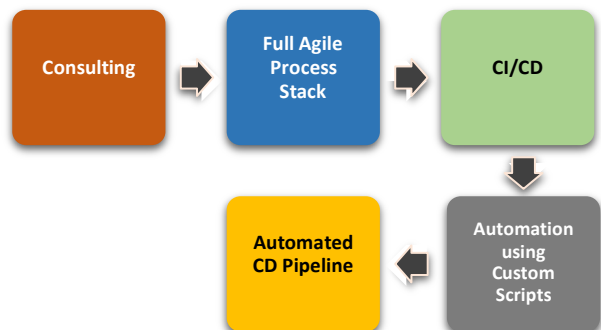 Consulting
Full Agile
Process
Stack
CI/CD
Automation
using
Custom
Scripts
Automated
CD Pipeline